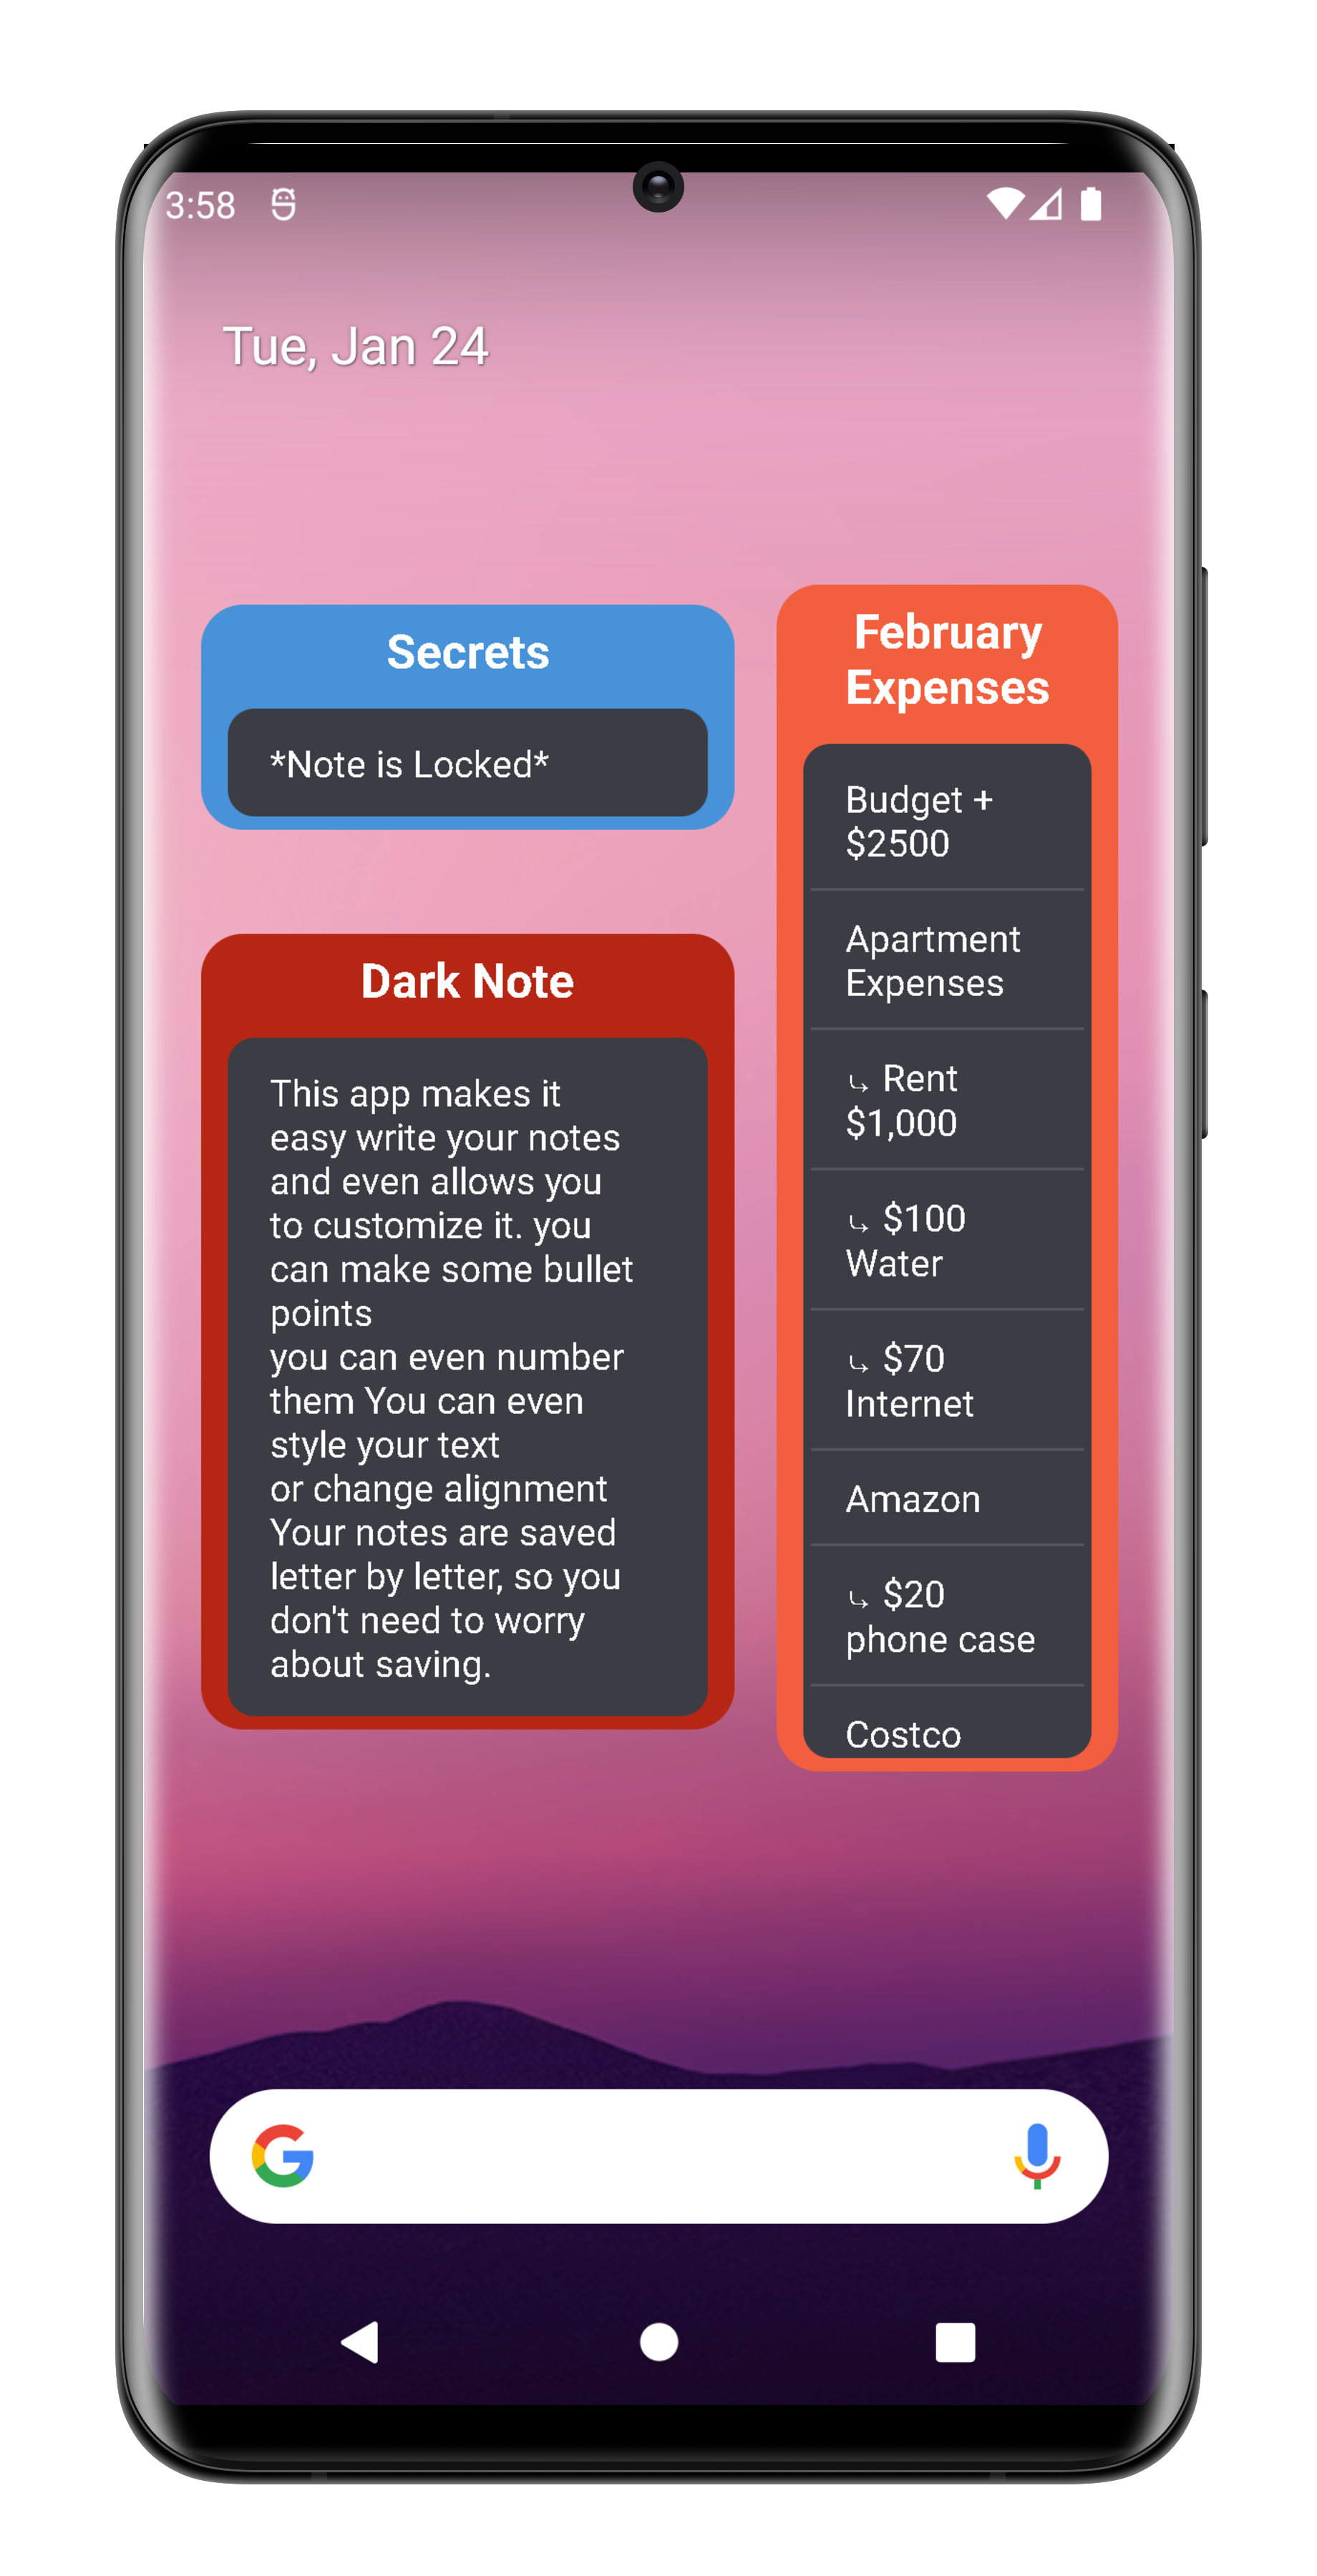 3:58
Tue, Jan 24
Secrets
*Note is Locked*
Dark Note
This app makes it
easy write your notes
and even allows you
to customize it. you
can make some bullet
points
you can even number
them You can even
style your text
or change alignment
Your notes are saved
letter by letter, so you
don't need to worry
about saving.
February
Expenses
Budget +
$2500
Apartment
Expenses
⤷ Rent
$1,000
⤷ $100
Water
⤷ $70
Internet
Amazon
⤷ $20
phone case
Costco